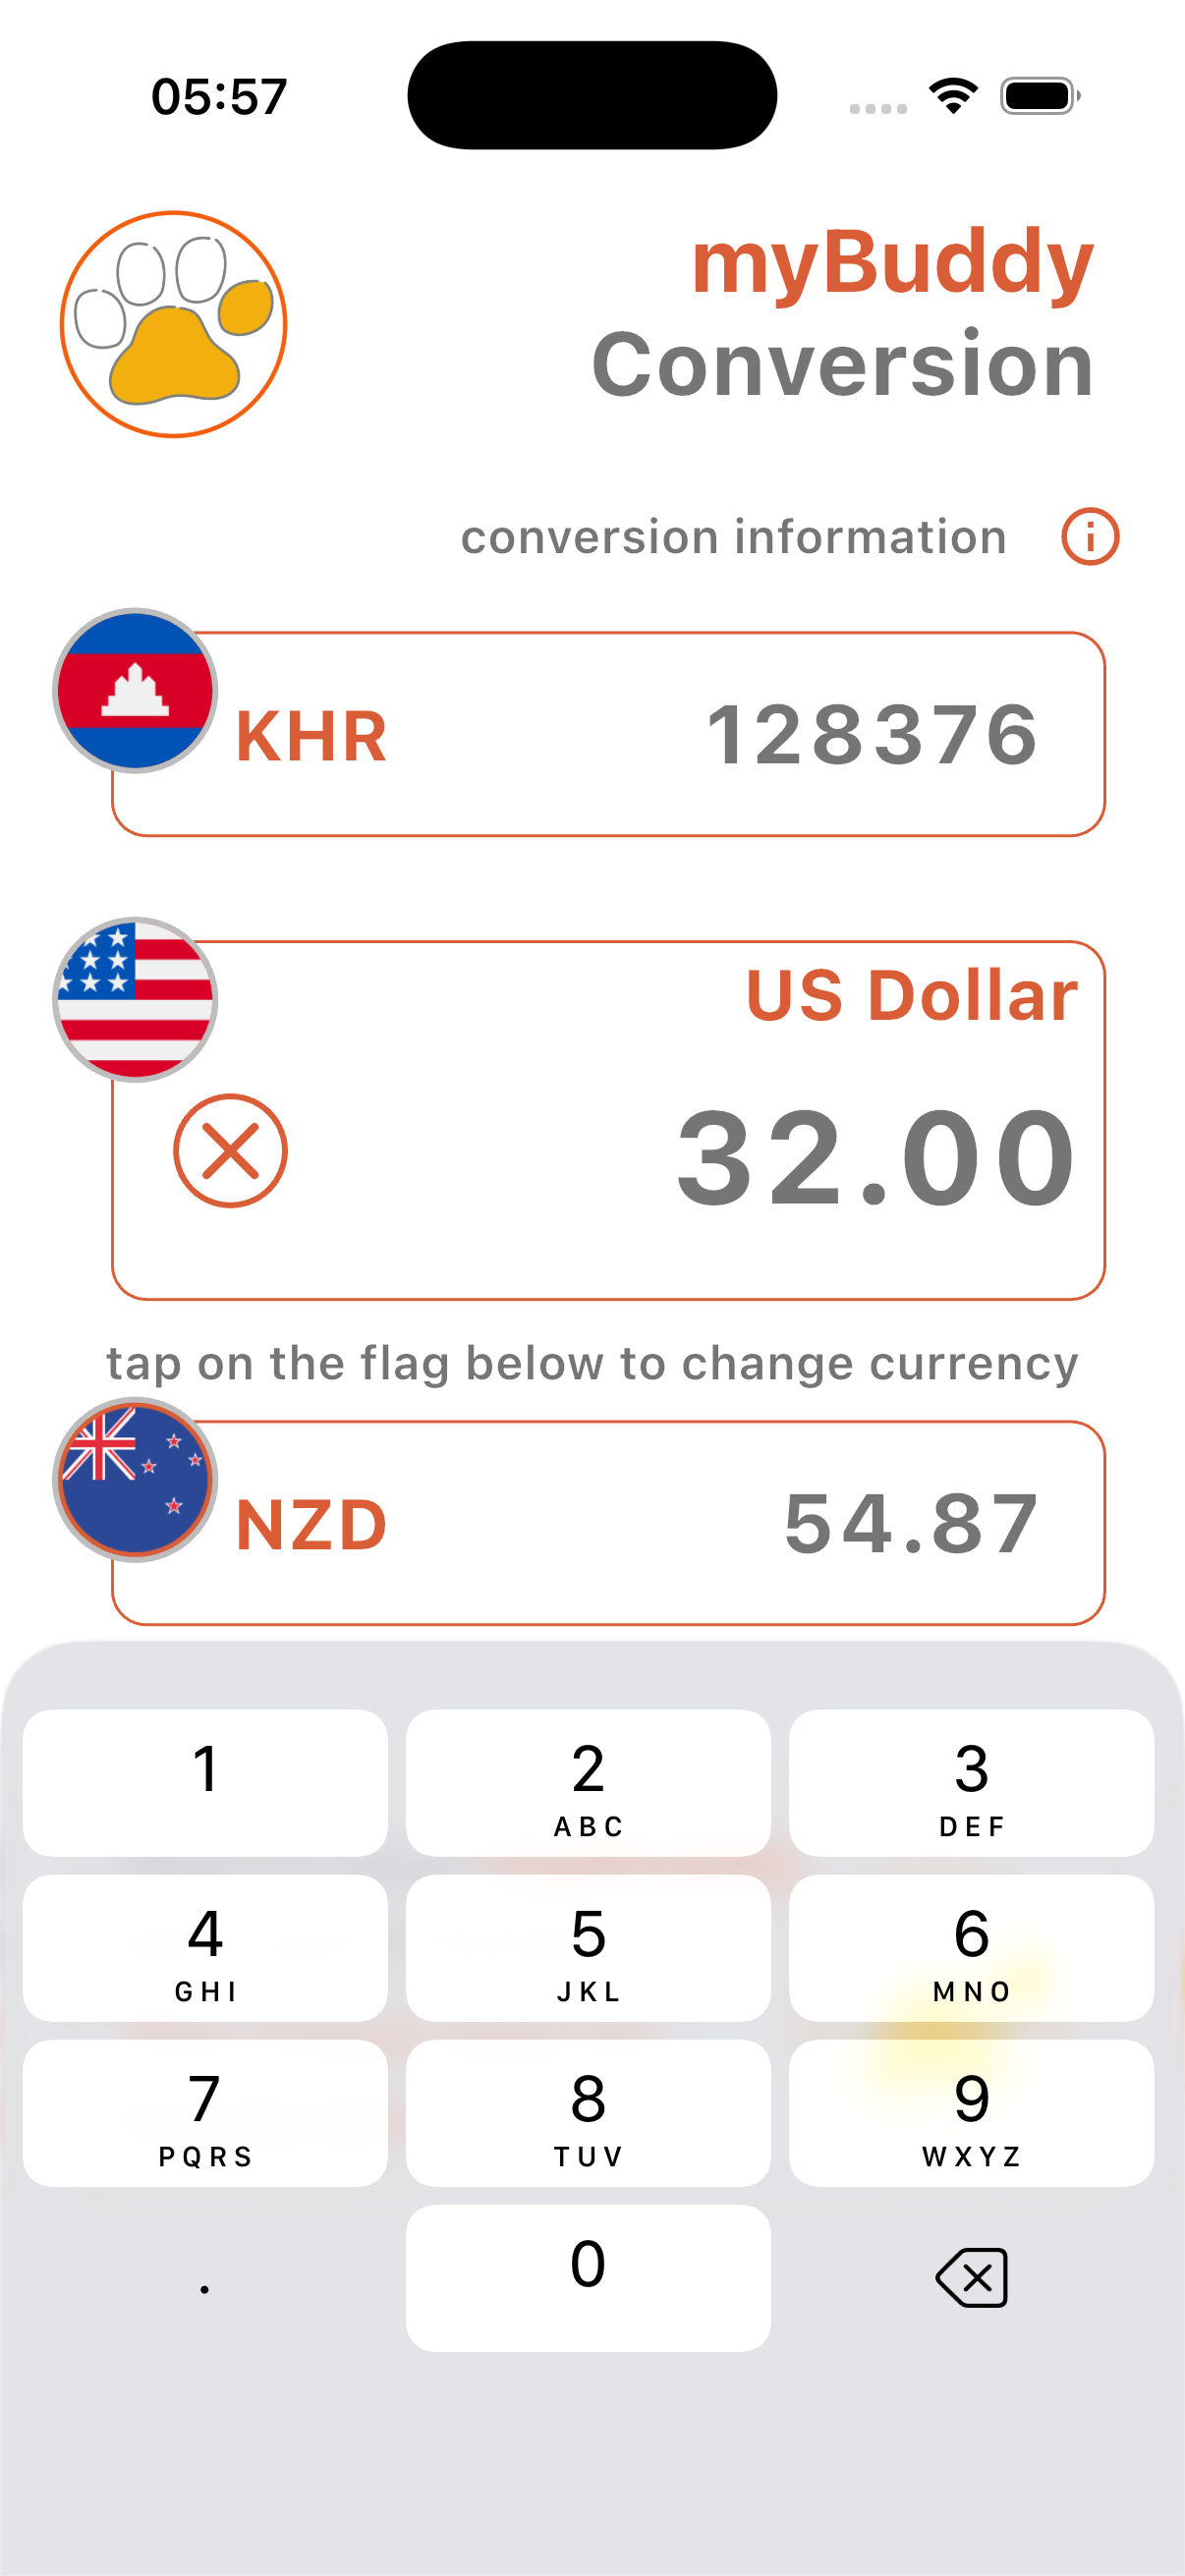 05:57
myBuddy
Conversion
conversion information
KHR 128376
US Dollar
32.00
tap on the flag below to change currency
NZD 54.87
1 2 3
ABC DEF
4 5 6
GHI JKL MNO
7 8 9
PQRS TUV WXYZ
. 0